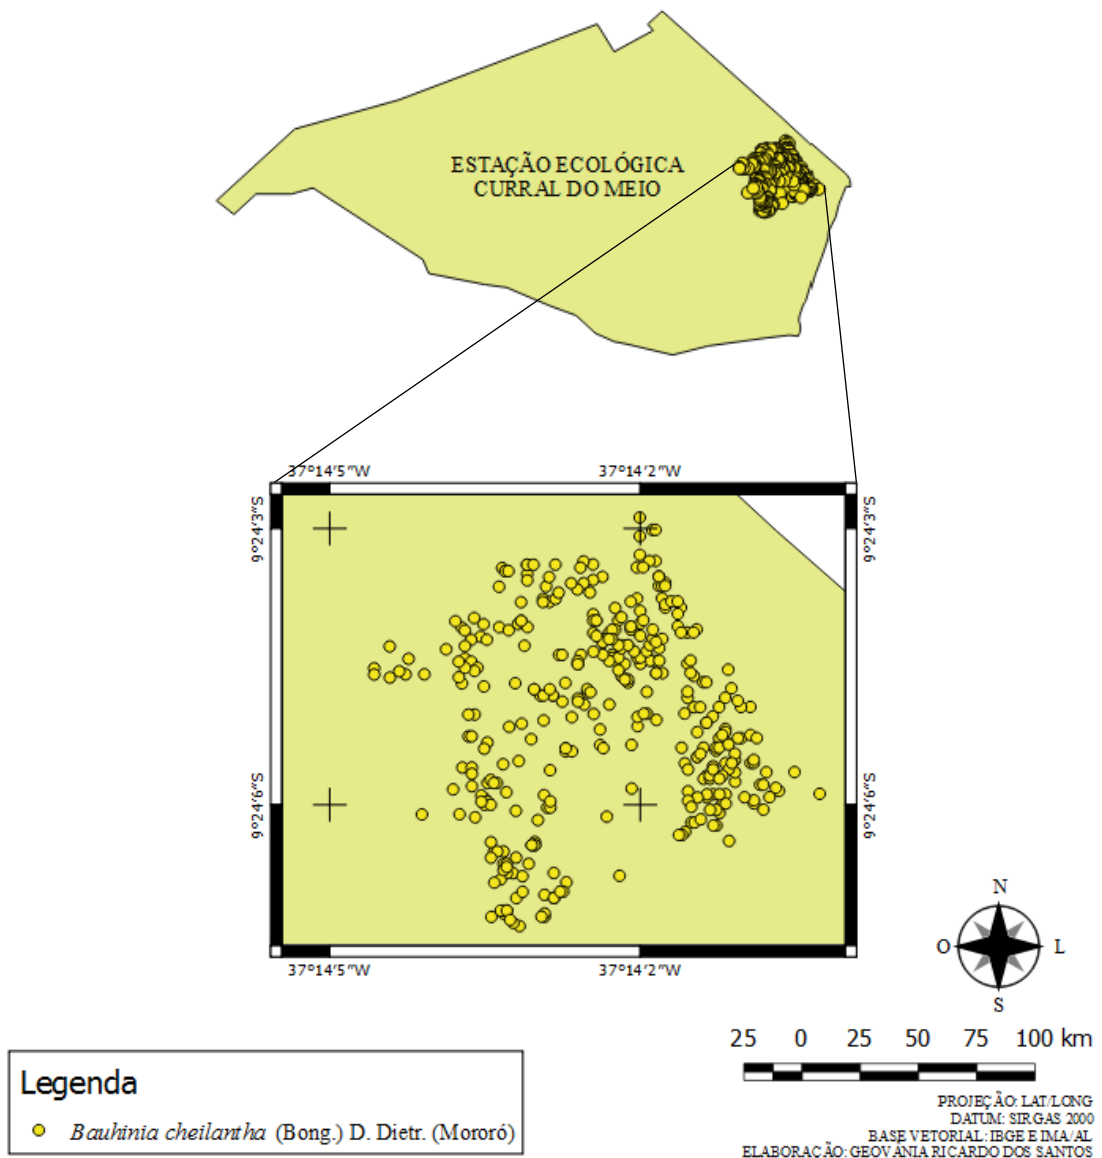 ESTAÇÃO ECOLÓGICA
CURRAL DO MEIO
37°14'5"W 37°14'2"W
9°24'3"S 9°24'3"S
9°24'6"S 9°24'6"S
37°14'5"W 37°14'2"W
N
O L
S
25 0 25 50 75 100 km
Legenda
Bauhinia cheilantha (Bong.) D. Dietr. (Mororó)
PROJEÇÃO: LAT/LONG
DATUM: SIRGAS 2000
BASE VETORIAL: IBGE E IMA/AL
ELABORAÇÃO: GEOVÂNIA RICARDO DOS SANTOS